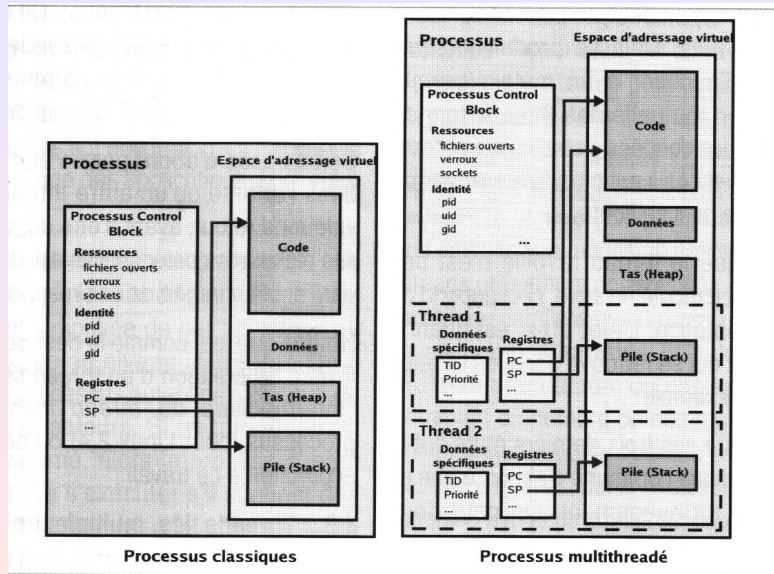 Processus
Espace d'adressage virtuel
Processus Control
Block
Ressources
fichiers ouverts
verroux
sockets
Identité
pid
uid
gid
Registres
PC
SP
...
Code
Données
Tas (Heap)
Pile (Stack)
Processus classiques
Processus
Espace d'adressage virtuel
Processus Control
Block
Ressources
fichiers ouverts
verroux
sockets
Identité
pid
uid
gid
...
Code
Données
Tas (Heap)
Thread 1
Données
spécifiques
TID
Priorité
...
Registres
PC
SP
...
Pile (Stack)
Thread 2
Données
spécifiques
TID
Priorité
...
Registres
PC
SP
...
Pile (Stack)
Processus multithreadé